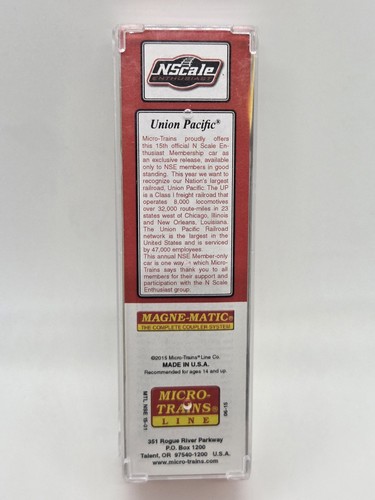 NScale
ENTHUSIAST
Union Pacific®
Micro-Trains proudly offers
this 15th official N Scale En-
thusiast Membership car as
an exclusive release, available
only to NSE members in good
standing. This year we want to
recognize our Nation's largest
railroad, Union Pacific. The UP
is a Class I freight railroad that
operates 8,000 locomotives
over 32,000 route-miles in 23
states west of Chicago, Illinois
and New Orleans, Louisiana.
The Union Pacific Railroad
network is the largest in the
United States and is serviced
by 47,000 employees.
This annual NSE Member-only
car is one way in which Micro-
Trains says thank you to all
members for their support and
participation with the N Scale
Enthusiast group.
MAGNE-MATIC®
THE COMPLETE COUPLER SYSTEM
©2015 Micro-Trains® Line Co.
MADE IN U.S.A.
Recommended for ages 14 and up.
MTL NSE 15-21
MICRO-
TRAINS®
LINE
351 Rogue River Parkway
P.O. Box 1200
Talent, OR 97540-1200 U.S.A.
www.micro-trains.com